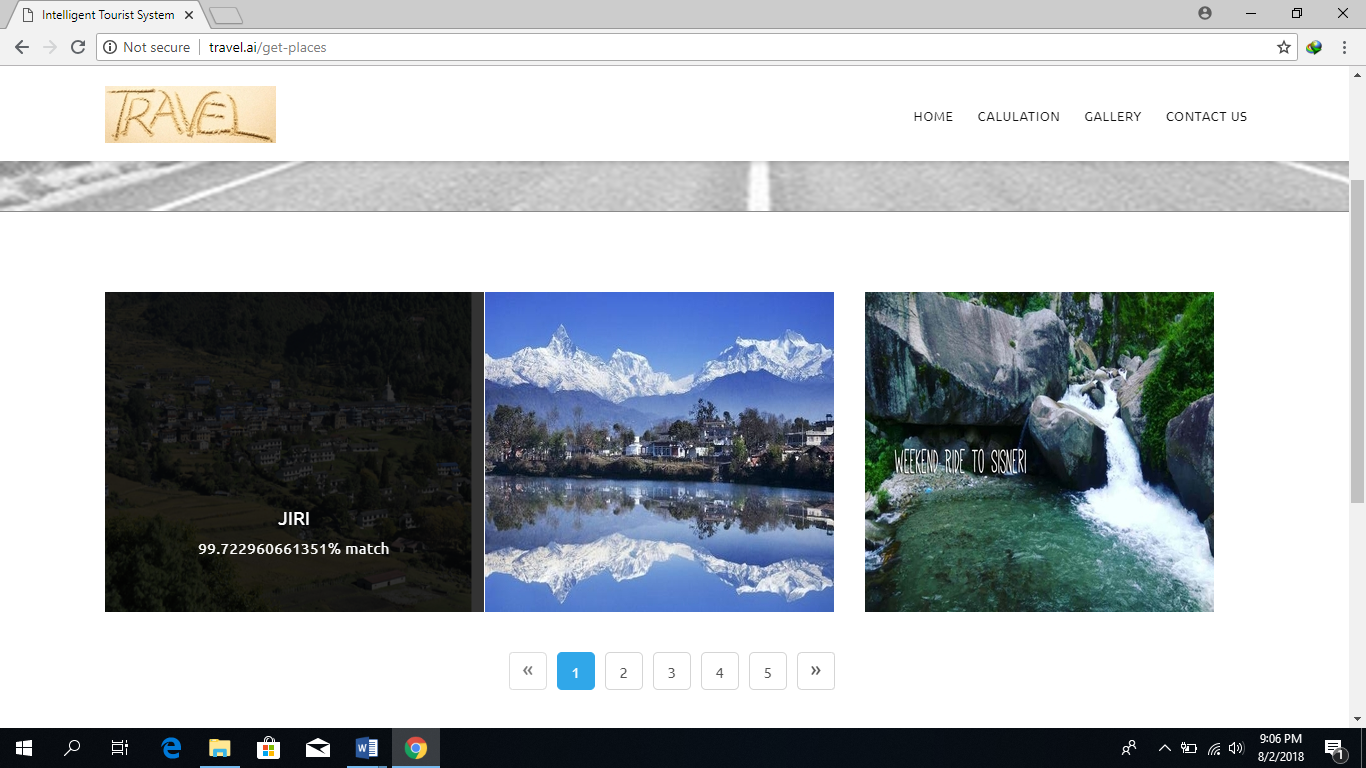 Intelligent Tourist System
Not secure
travel.ai/get-places
TRAVEL
HOME
CALULATION
GALLERY
CONTACT US
JIRI
99.722960661351% match
WEEKEND RIDE TO SISNERI
« 1 2 3 4 5 »
9:06 PM
8/2/2018
1